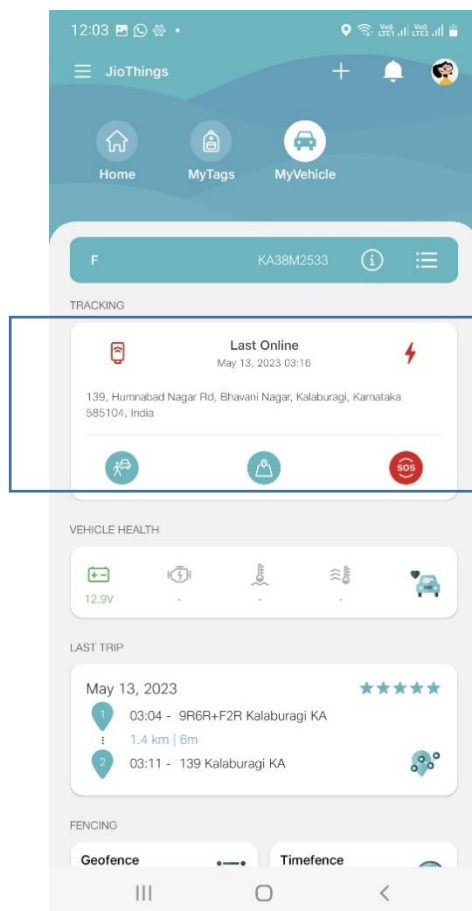 12:03
JioThings
Home MyTags MyVehicle
F KA38M2533
TRACKING
Last Online
May 13, 2023 03:16
139, Humnabad Nagar Rd, Bhavani Nagar, Kalaburagi, Karnataka
585104, India
SOS
VEHICLE HEALTH
12.9V - - -
LAST TRIP
May 13, 2023
1 03:04 - 9R6R+F2R Kalaburagi KA
1.4 km | 6m
2 03:11 - 139 Kalaburagi KA
FENCING
Geofence Timefence